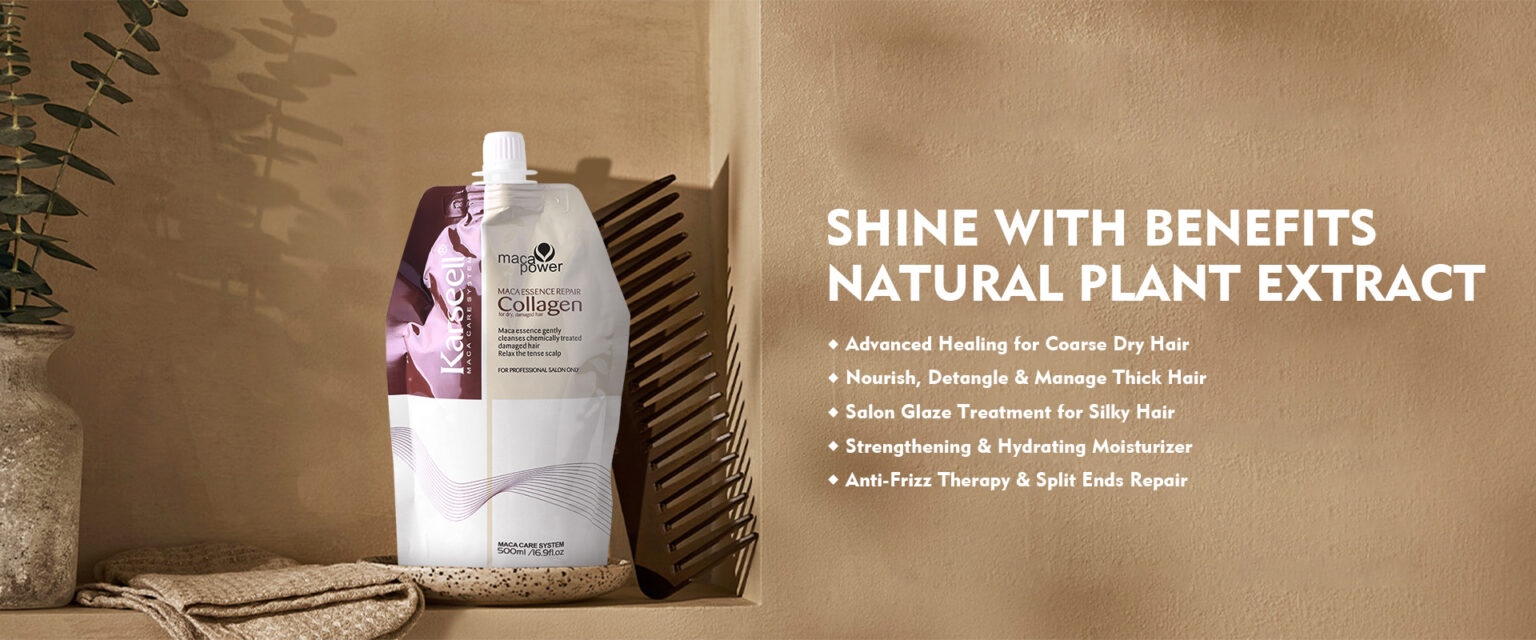 Karseell®
MACA CARE SYSTEM
maca
power
MACA ESSENCE REPAIR
Collagen
for dry, damaged hair
Maca essence gently
cleanses chemically treated
damaged hair
Relax the tense scalp
FOR PROFESSIONAL SALON ONLY
MACA CARE SYSTEM
500ml /16.9fl.oz
SHINE WITH BENEFITS
NATURAL PLANT EXTRACT
Advanced Healing for Coarse Dry Hair
Nourish, Detangle & Manage Thick Hair
Salon Glaze Treatment for Silky Hair
Strengthening & Hydrating Moisturizer
Anti-Frizz Therapy & Split Ends Repair